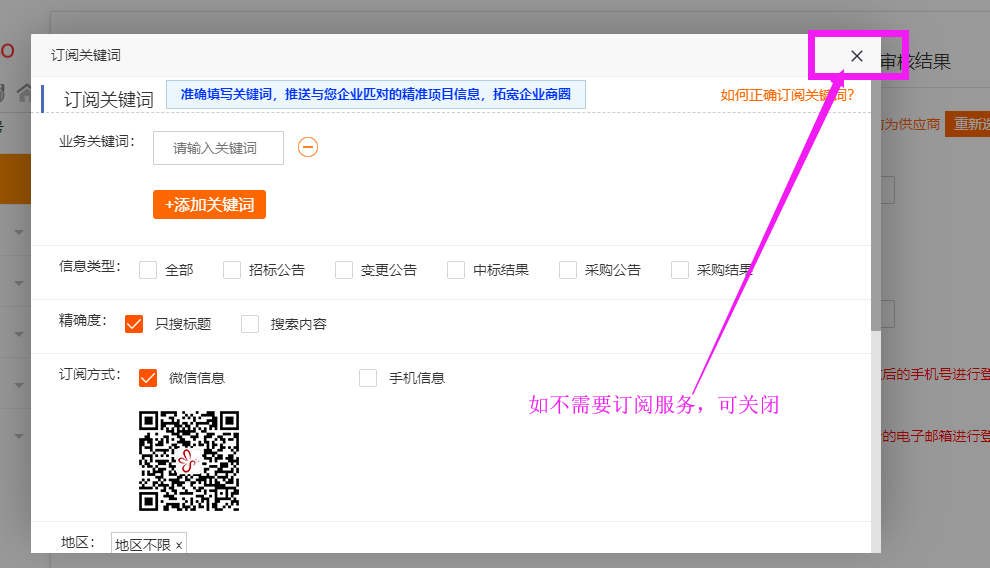 订阅关键词
审核结果
订阅关键词
准确填写关键词，推送与您企业匹对的精准项目信息，拓宽企业商圈
如何正确订阅关键词？
为供应商
重新选
业务关键词：
请输入关键词
+添加关键词
信息类型：
全部
招标公告
变更公告
中标结果
采购公告
采购结果
精确度：
只搜标题
搜索内容
订阅方式：
微信信息
手机信息
后的手机号进行登
如不需要订阅服务，可关闭
的电子邮箱进行登
地区：
地区不限 ×